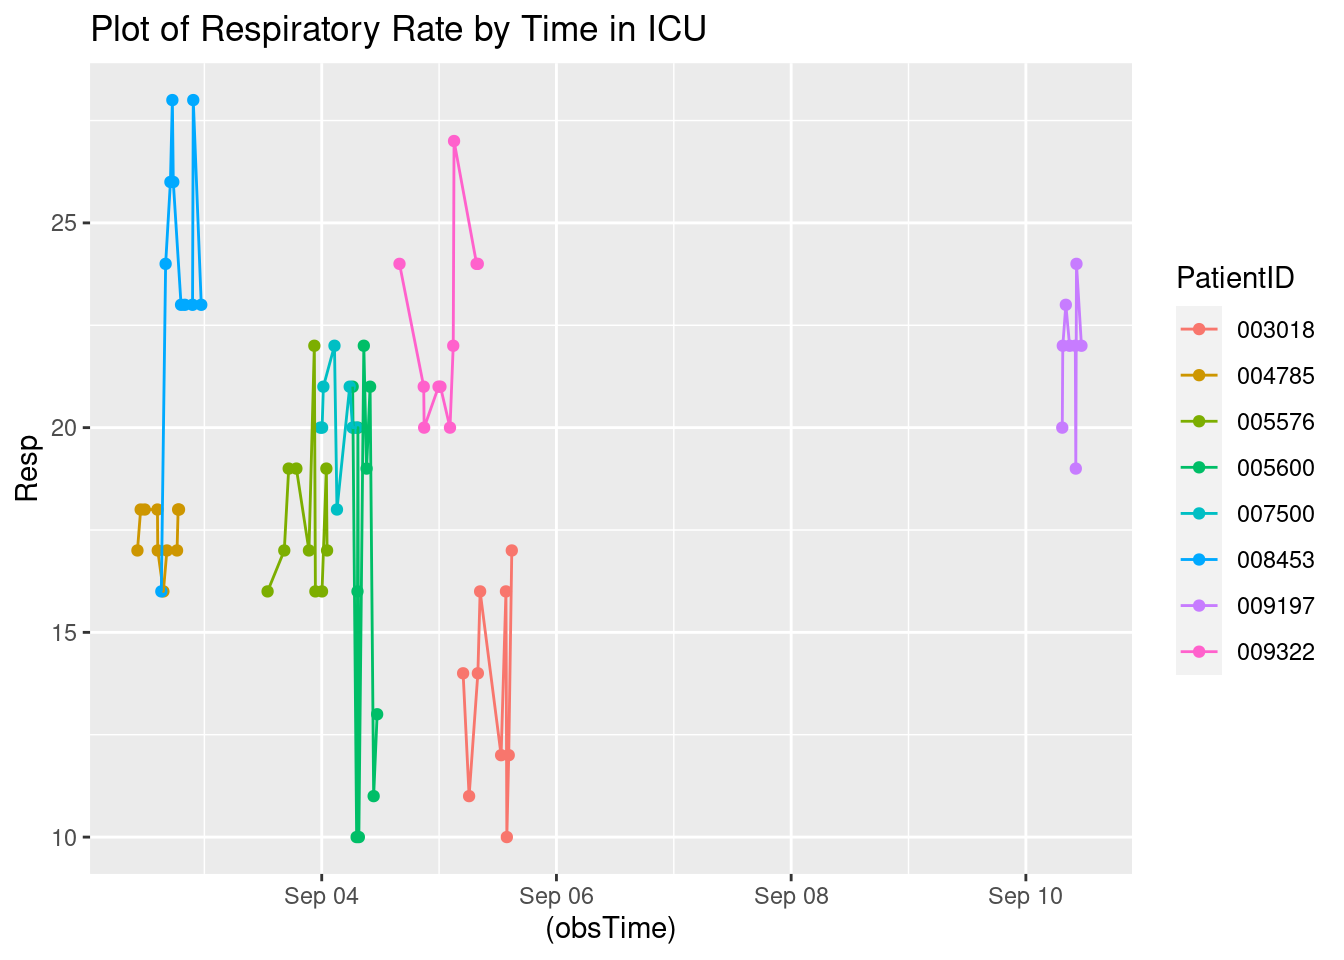 Plot of Respiratory Rate by Time in ICU
Resp
25
20
15
10
Sep 04 Sep 06 Sep 08 Sep 10
(obsTime)
PatientID
003018
004785
005576
005600
007500
008453
009197
009322